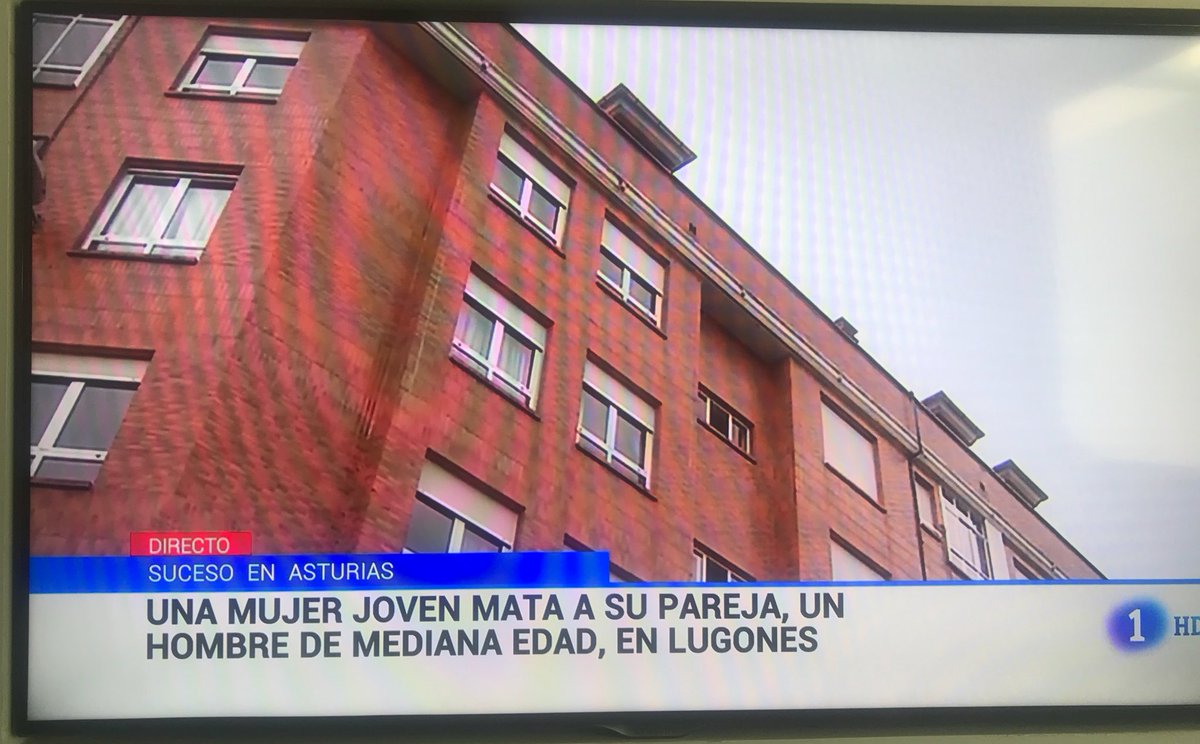 DIRECTO
SUCESO EN ASTURIAS
UNA MUJER JOVEN MATA A SU PAREJA, UN
HOMBRE DE MEDIANA EDAD, EN LUGONES
1 HD